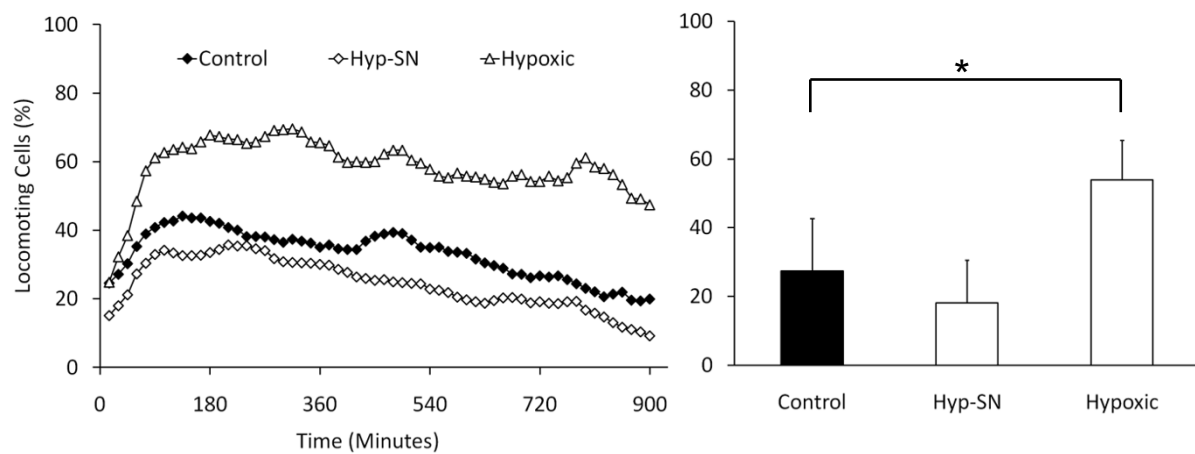 100
80
60
40
20
0
Locomoting Cells (%)
Control Hyp-SN Hypoxic
0 180 360 540 720 900
Time (Minutes)
100
80
60
40
20
0
*
Control Hyp-SN Hypoxic